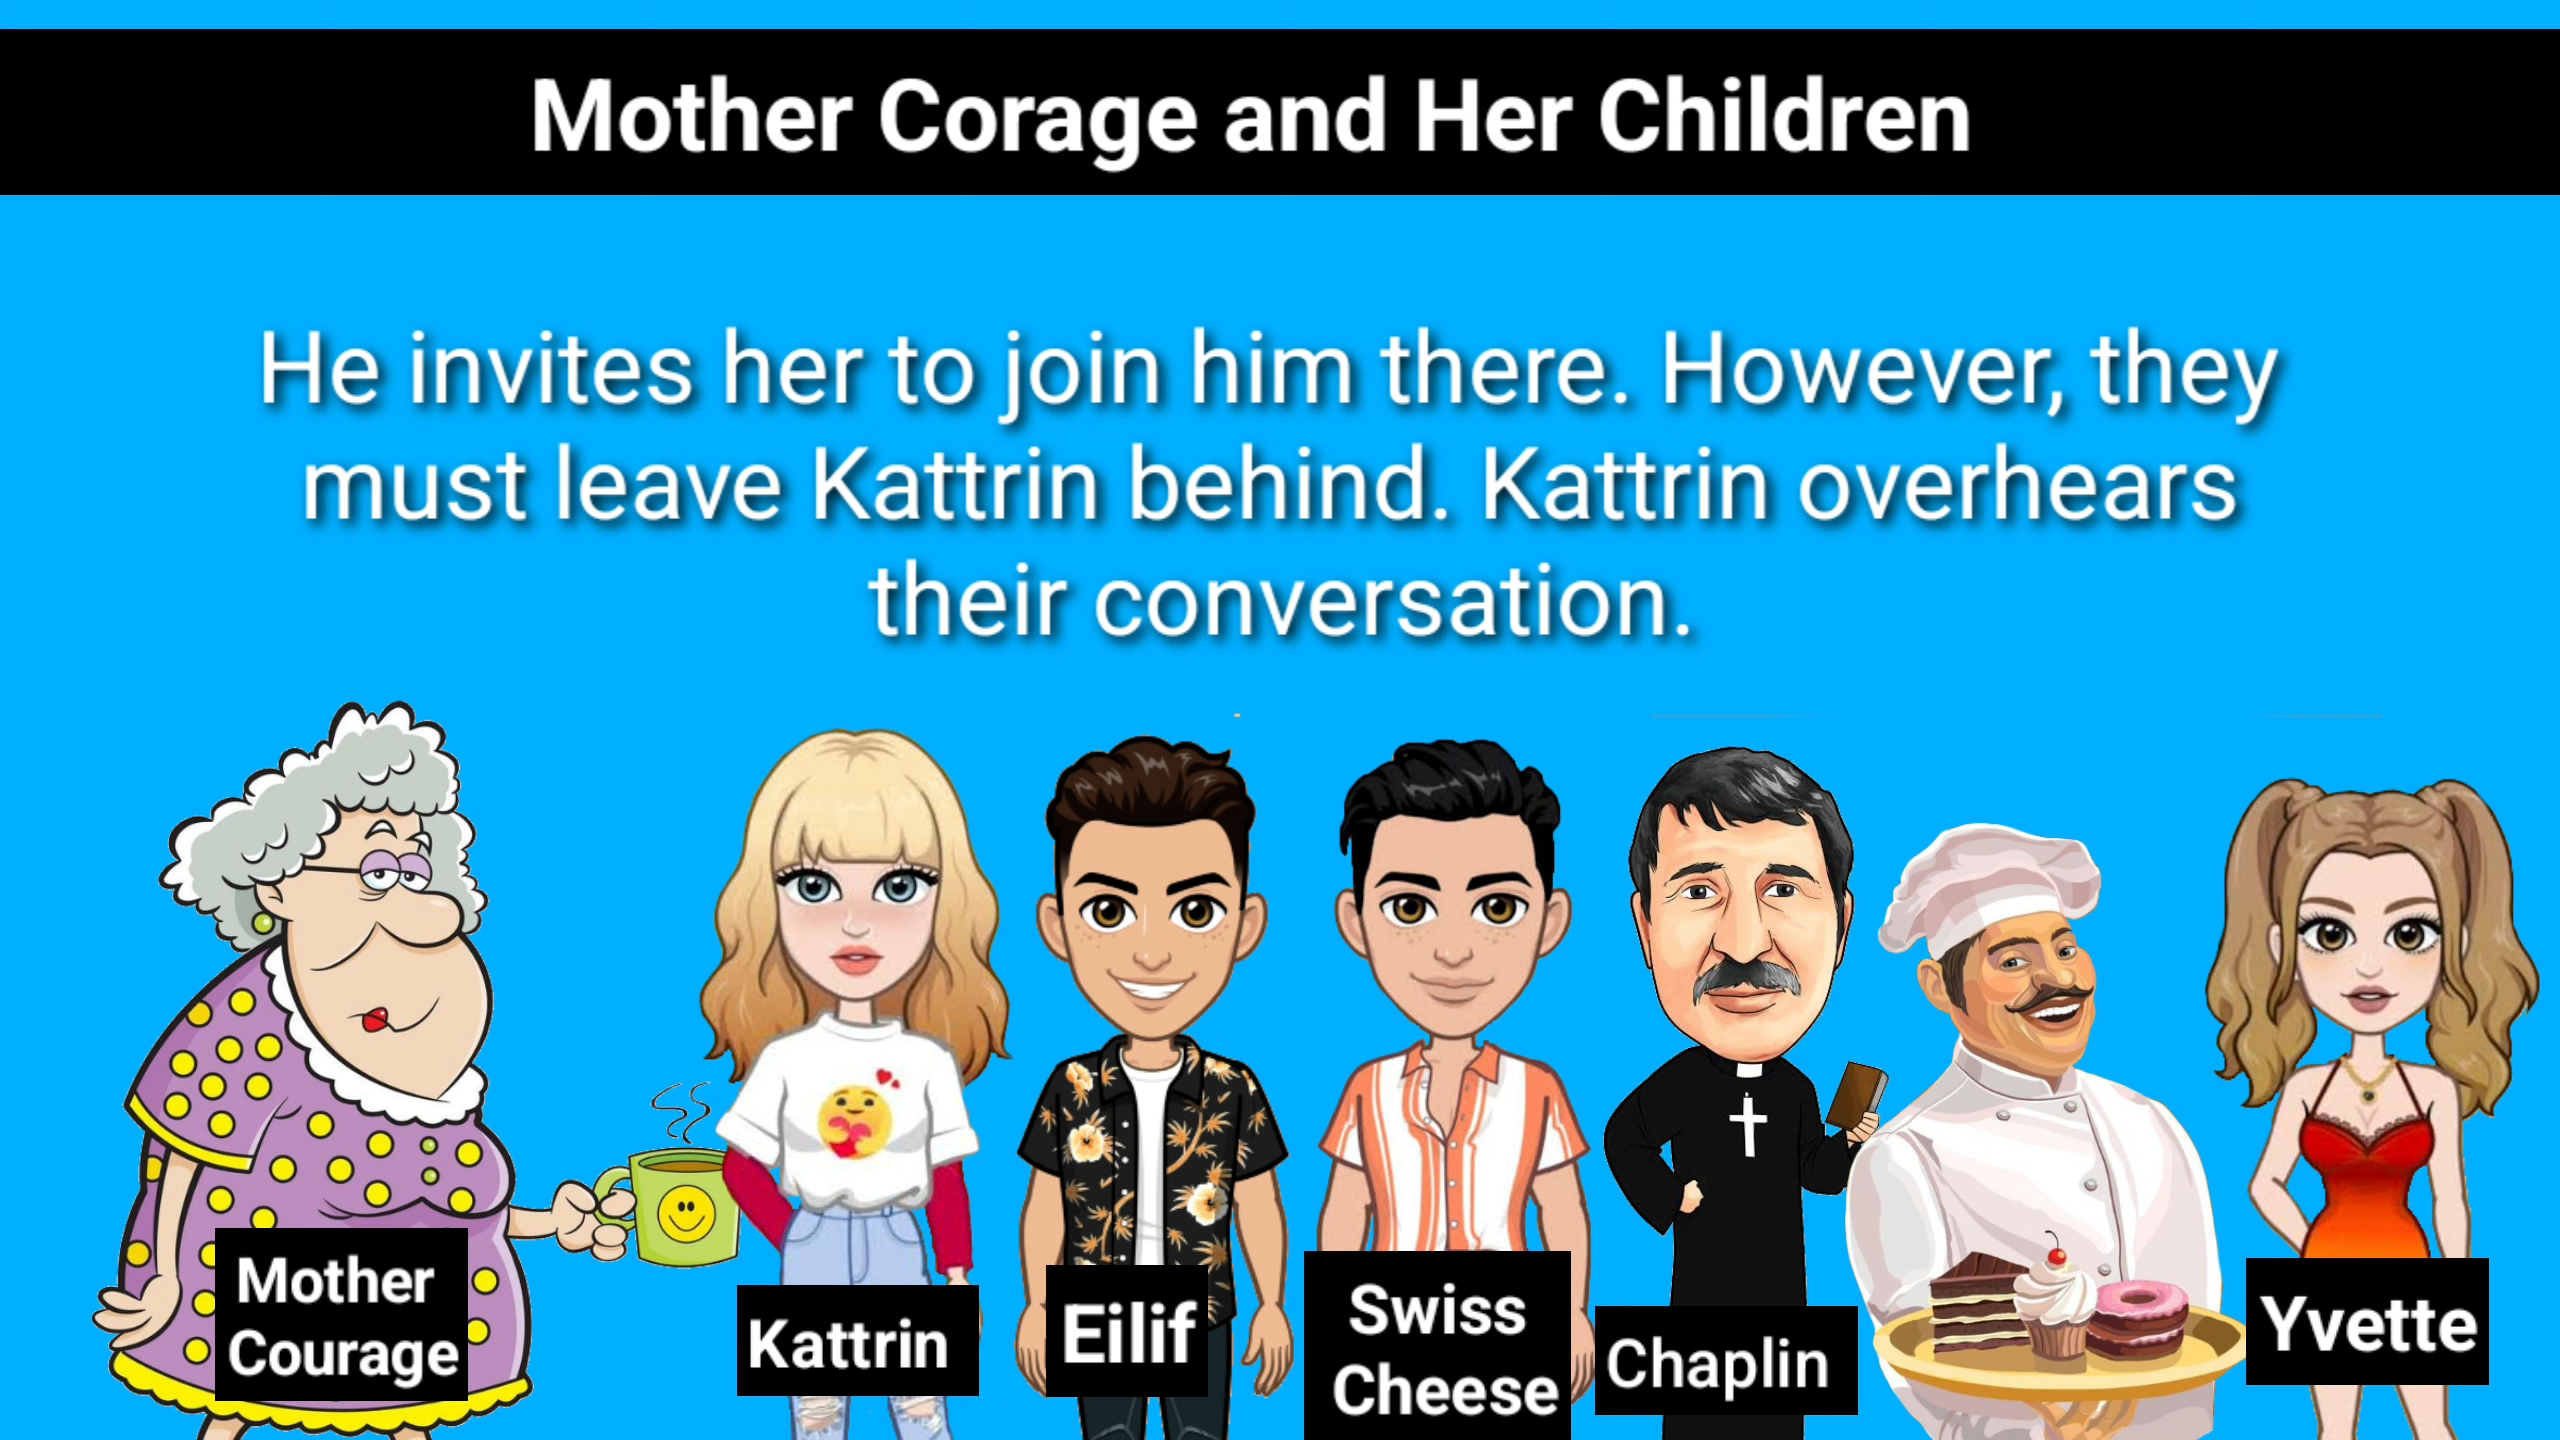 Mother Corage and Her Children
He invites her to join him there. However, they
must leave Kattrin behind. Kattrin overhears
their conversation.
Mother
Courage
Kattrin
Eilif
Swiss
Cheese
Chaplin
Yvette